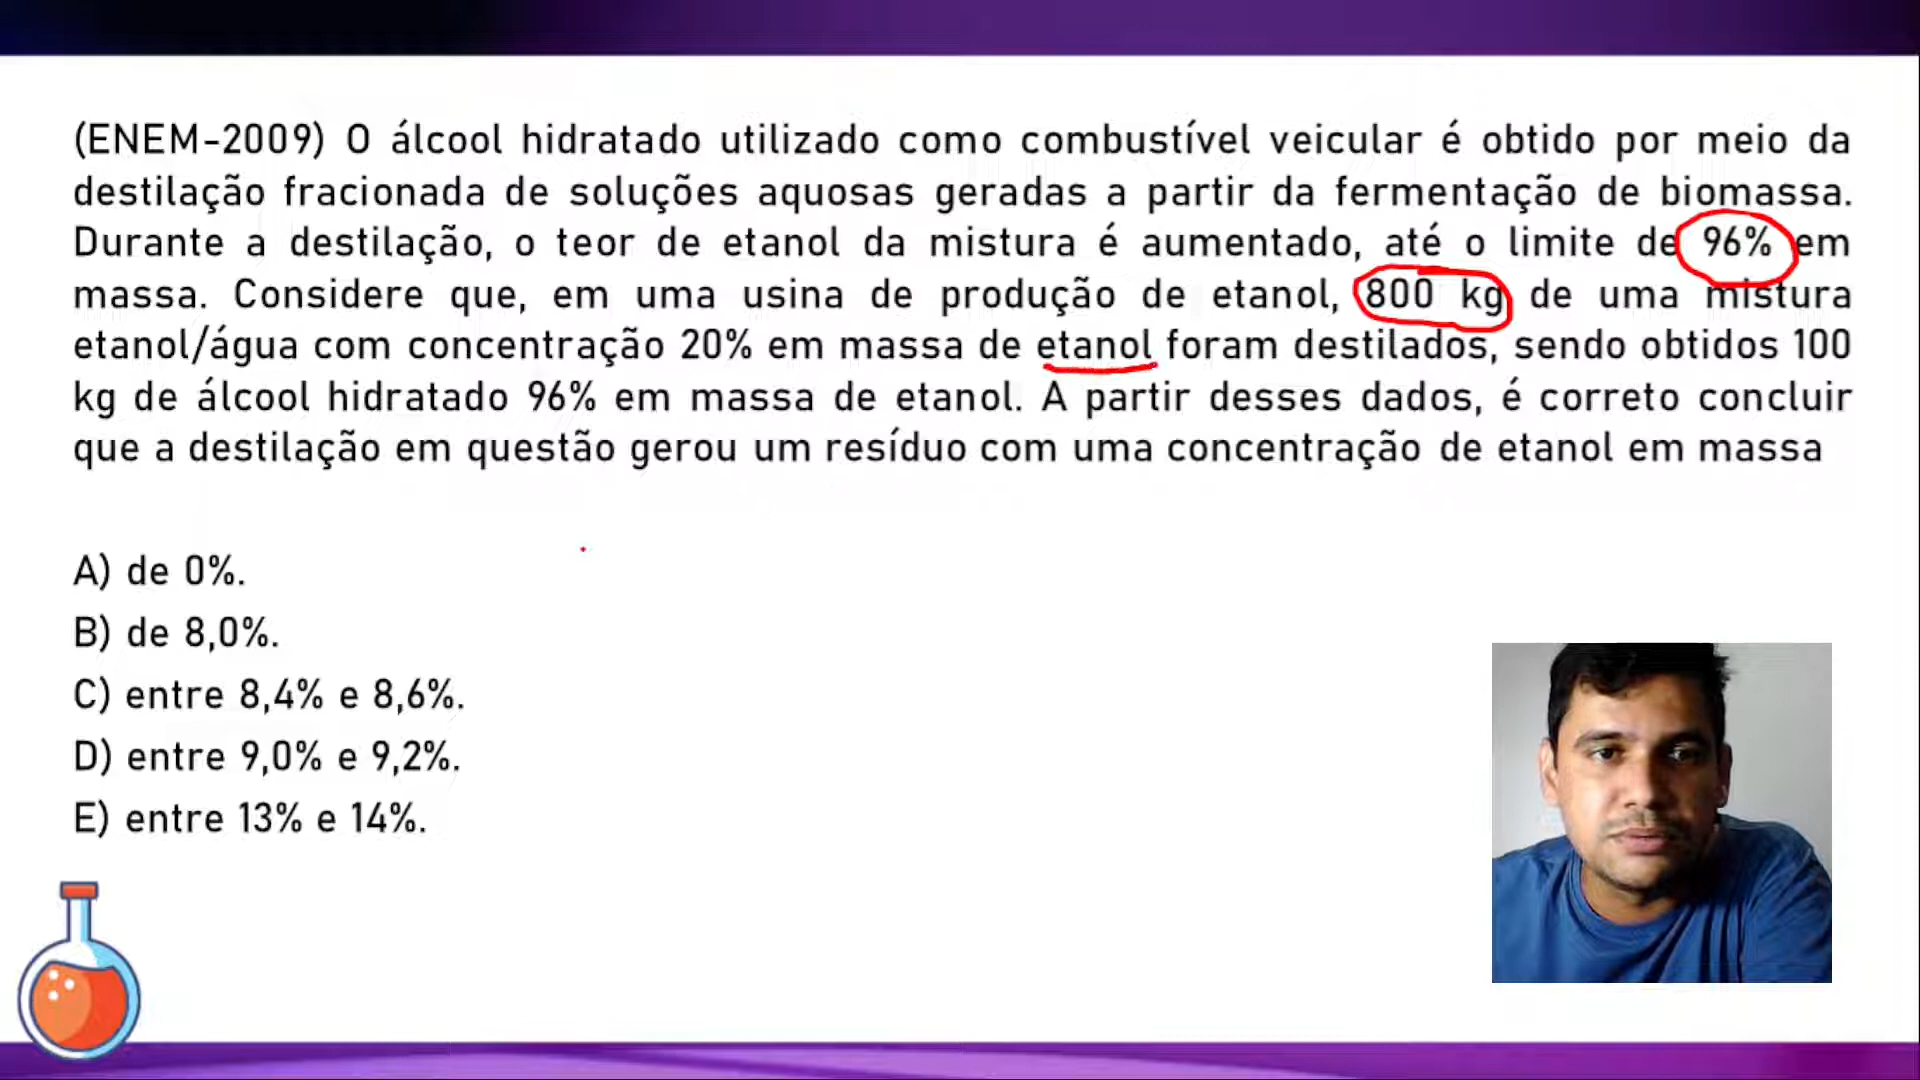 (ENEM-2009) O álcool hidratado utilizado como combustível veicular é obtido por meio da
destilação fracionada de soluções aquosas geradas a partir da fermentação de biomassa.
Durante a destilação, o teor de etanol da mistura é aumentado, até o limite de 96% em
massa. Considere que, em uma usina de produção de etanol, 800 kg de uma mistura
etanol/água com concentração 20% em massa de etanol foram destilados, sendo obtidos 100
kg de álcool hidratado 96% em massa de etanol. A partir desses dados, é correto concluir
que a destilação em questão gerou um resíduo com uma concentração de etanol em massa
A) de 0%.
B) de 8,0%.
C) entre 8,4% e 8,6%.
D) entre 9,0% e 9,2%.
E) entre 13% e 14%.